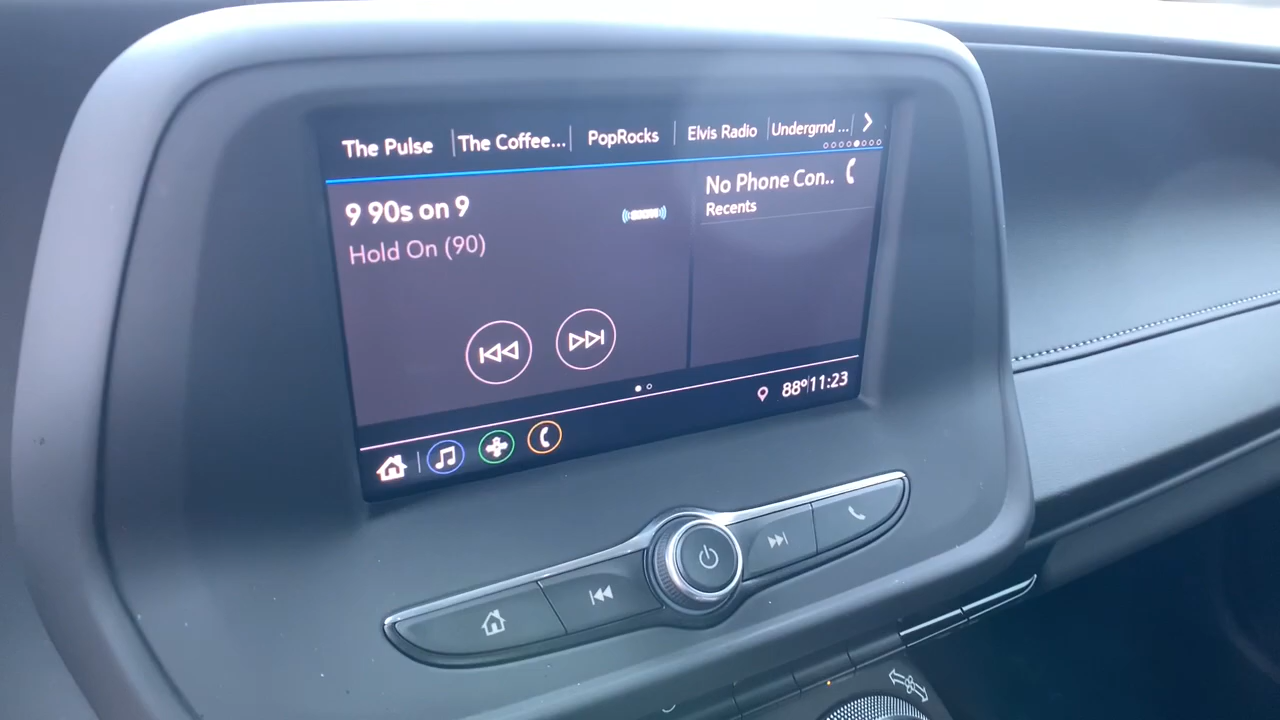 The Pulse
The Coffee...
PopRocks
Elvis Radio
Undergrnd ...
9 90s on 9
Hold On (90)
No Phone Con..
Recents
88° 11:23